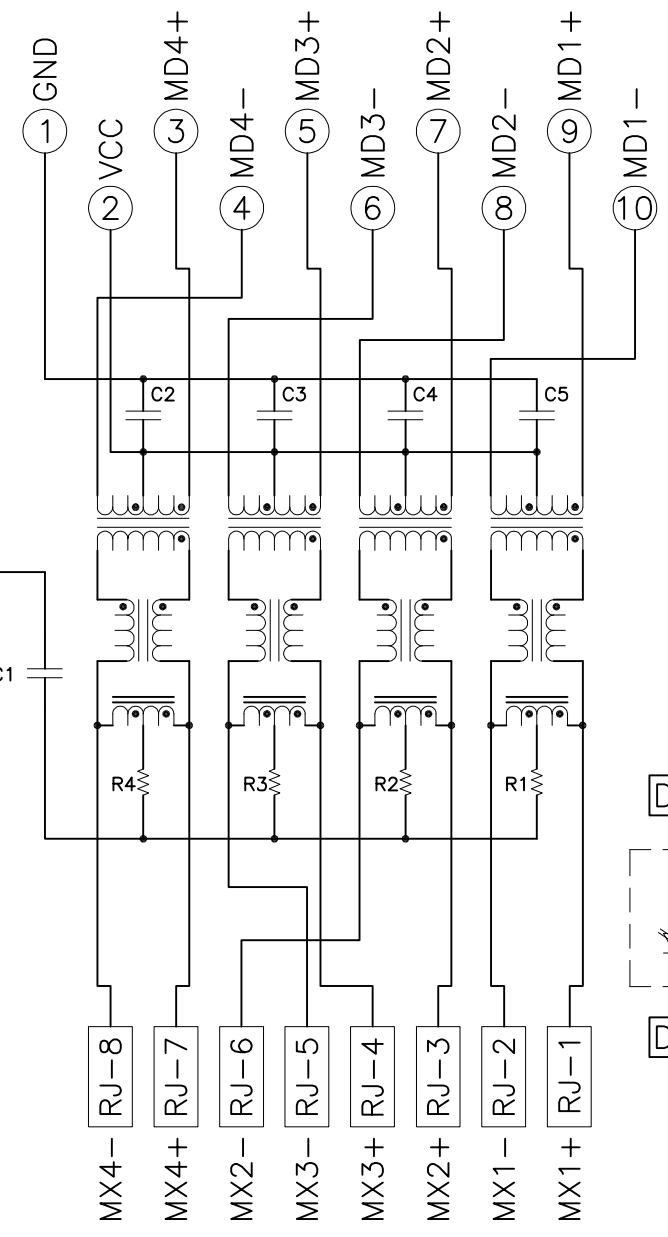 GND
1
VCC
2
MD4+
3
MD4-
4
MD3+
5
MD3-
6
MD2+
7
MD2-
8
MD1+
9
MD1-
10
C2
C3
C4
C5
R4
R3
R2
R1
RJ-8
RJ-7
RJ-6
RJ-5
RJ-4
RJ-3
RJ-2
RJ-1
MX4-
MX4+
MX2-
MX3-
MX3+
MX2+
MX1-
MX1+